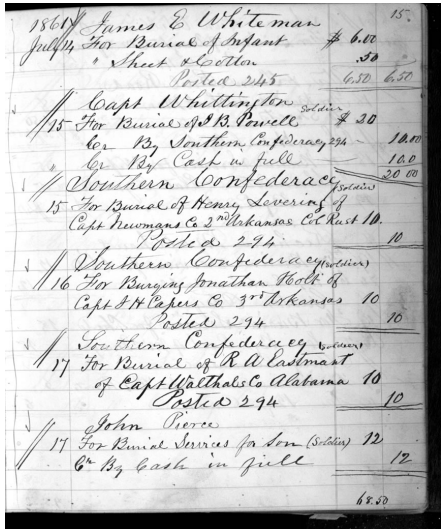 15.
1861 // James E Whiteman
July 14 For Burial of Infant $ 6.00
" Sheet & Cotton .50
Posted 245 6.50 6.50
// Capt Whittington Soldier
15 For Burial of J B Powell $ 20
Cr By Southern Confederacy 294 10.00
" Cr By Cash in full 10.0
20 00
// Southern Confederacy (soldier
15 For Burial of Henry Levering of
Capt Newmans Co 2nd Arkansas Col Rust 10.
Posted 294. 10
// Southern Confederacy (soldier)
16 For Burying Jonathan Holt of
Capt J H Capers Co 3rd Arkansas 10
Posted 294 10
// Southern Confederacy (soldier)
17 For Burial of R A Eastmant
of Capt Walthals Co Alabama 10
Posted 294 10
// John Pierce
17 For Burial Services for Son (Soldier) 12
Cr By Cash in full 12
68.50